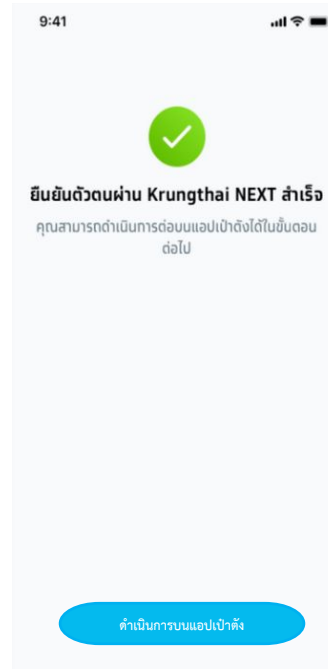 9:41
ยืนยันตัวตนผ่าน Krungthai NEXT สำเร็จ
คุณสามารถดำเนินการต่อบนแอปเป๋าตังได้ในขั้นตอน
ต่อไป
ดำเนินการบนแอปเป๋าตัง